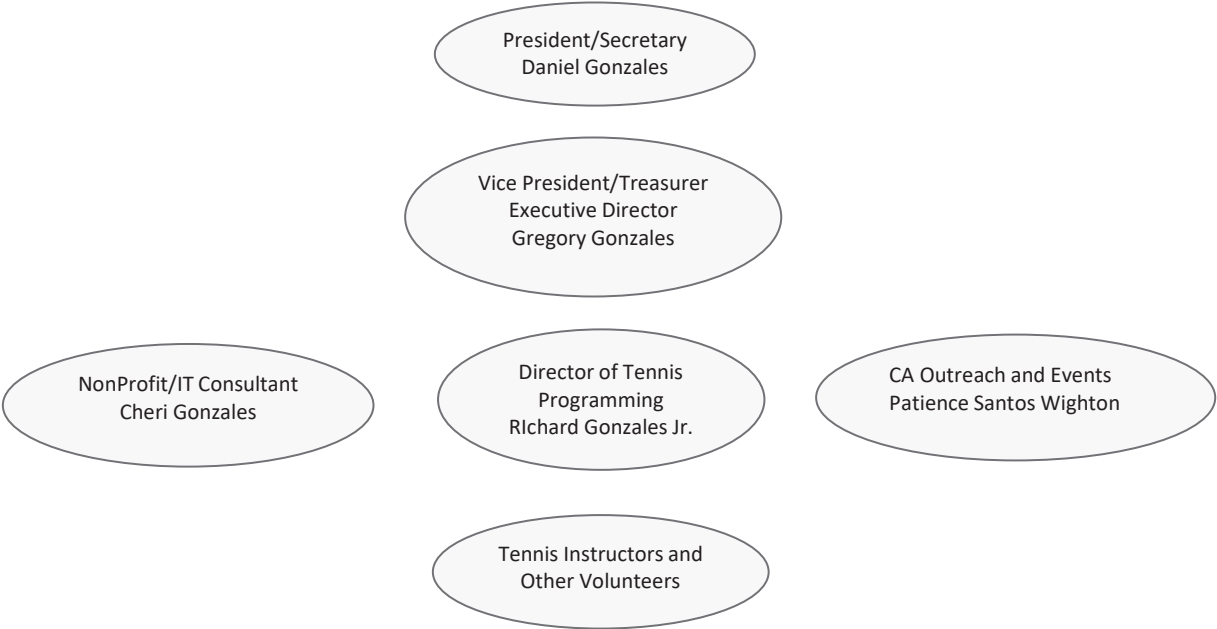 President/Secretary
Daniel Gonzales
Vice President/Treasurer
Executive Director
Gregory Gonzales
NonProfit/IT Consultant
Cheri Gonzales
Director of Tennis
Programming
RIchard Gonzales Jr.
CA Outreach and Events
Patience Santos Wighton
Tennis Instructors and
Other Volunteers